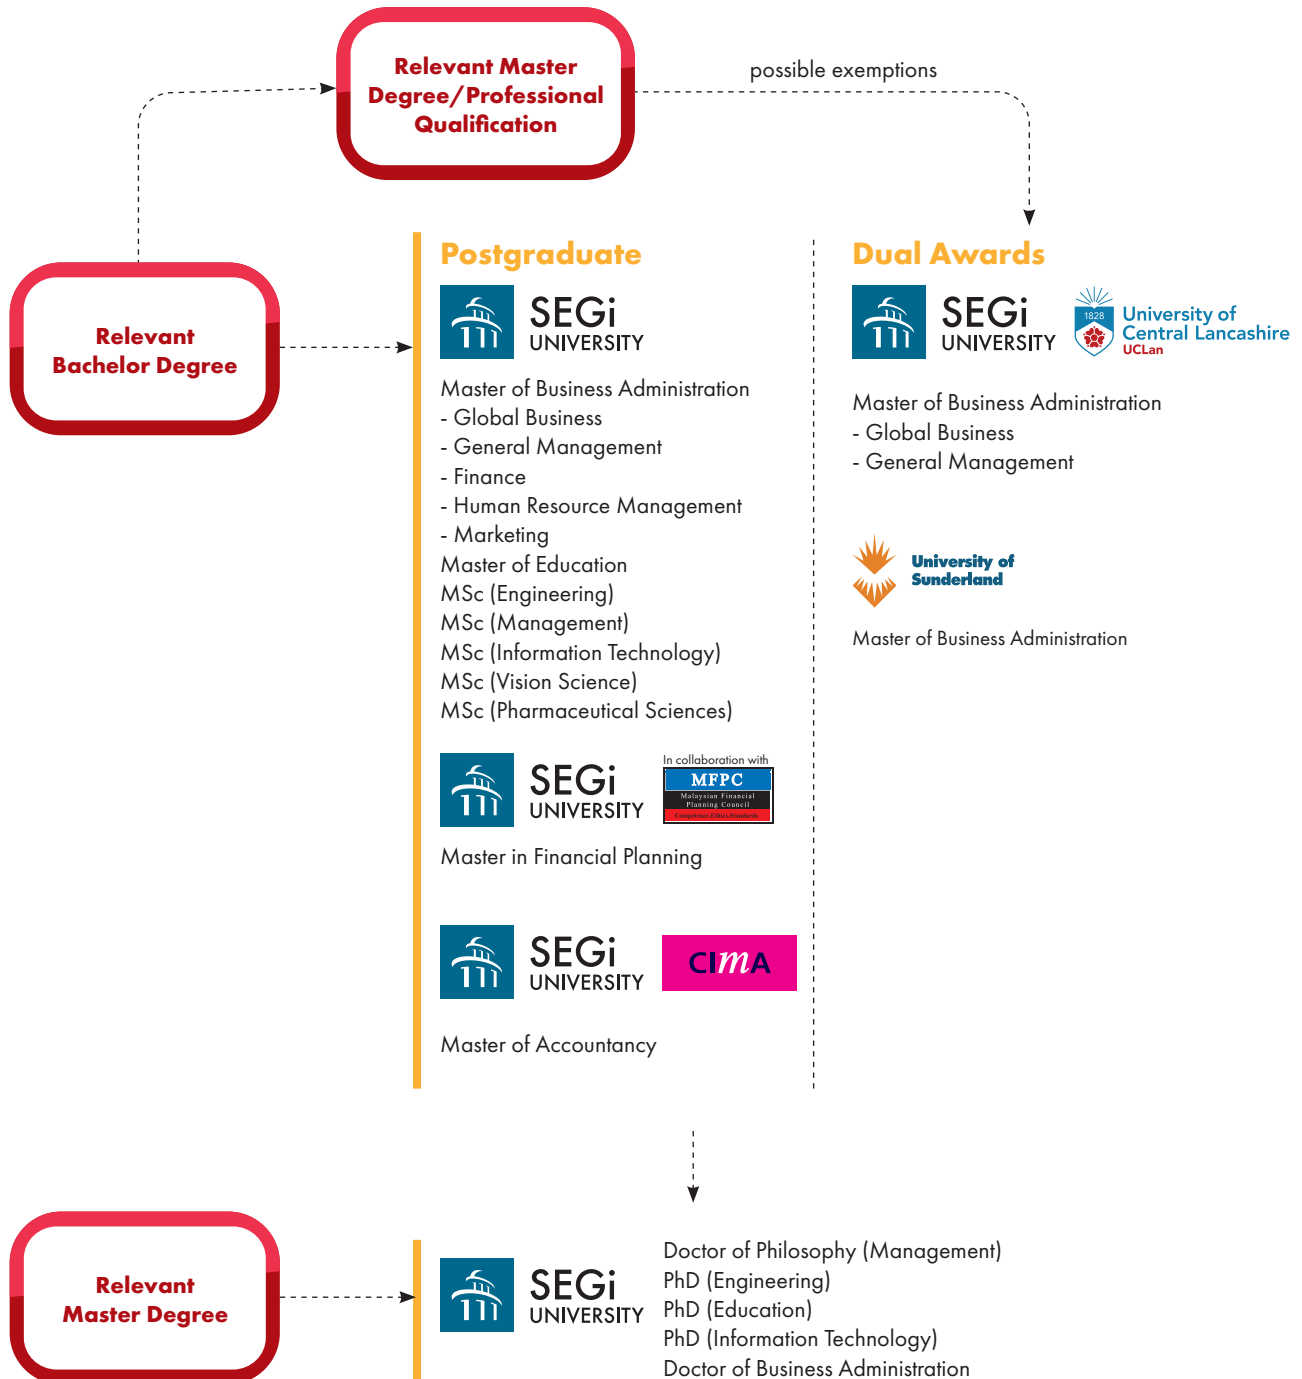 Relevant Master
Degree/Professional
Qualification
possible exemptions
Relevant
Bachelor Degree
Postgraduate
SEGi
UNIVERSITY
Master of Business Administration
- Global Business
- General Management
- Finance
- Human Resource Management
- Marketing
Master of Education
MSc (Engineering)
MSc (Management)
MSc (Information Technology)
MSc (Vision Science)
MSc (Pharmaceutical Sciences)
SEGi
UNIVERSITY
In collaboration with
MFPC
Malaysian Financial
Planning Council
Competence.Ethics.Standards
Master in Financial Planning
SEGi
UNIVERSITY
CIMA
Master of Accountancy
Dual Awards
SEGi
UNIVERSITY
1828
University of
Central Lancashire
UCLan
Master of Business Administration
- Global Business
- General Management
University of
Sunderland
Master of Business Administration
Relevant
Master Degree
SEGi
UNIVERSITY
Doctor of Philosophy (Management)
PhD (Engineering)
PhD (Education)
PhD (Information Technology)
Doctor of Business Administration